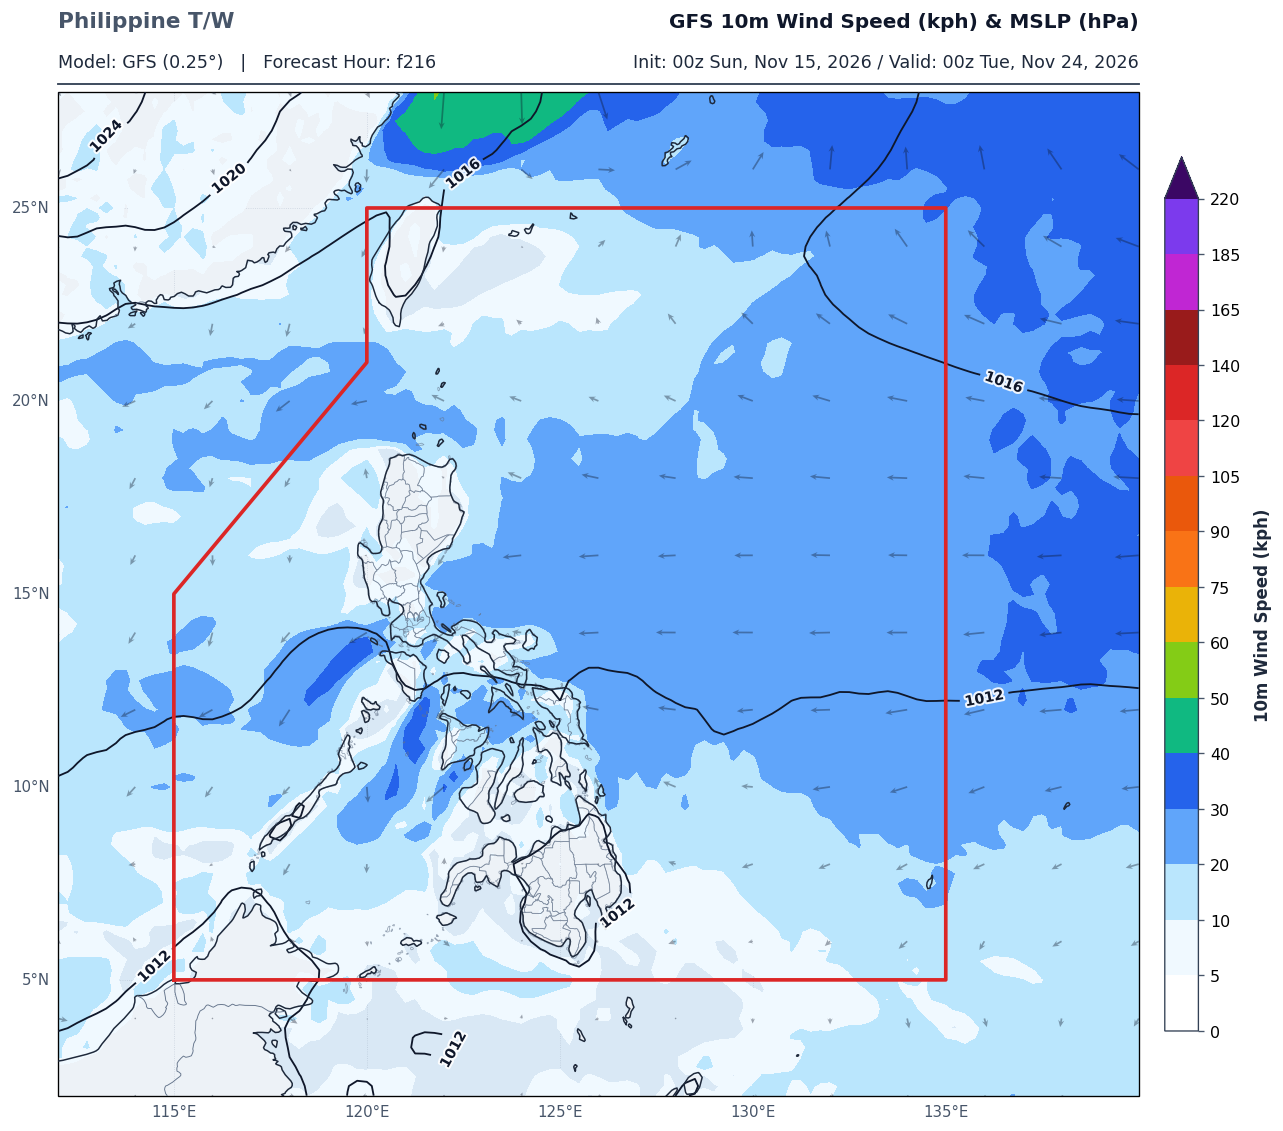 Philippine T/W
GFS 10m Wind Speed (kph) & MSLP (hPa)
Model: GFS (0.25°)   |   Forecast Hour: f216
Init: 00z Sun, Nov 15, 2026 / Valid: 00z Tue, Nov 24, 2026
1024
1020
1016
1016
1012
1012
1012
1012
25°N
20°N
15°N
10°N
5°N
115°E
120°E
125°E
130°E
135°E
220
185
165
140
120
105
90
75
60
50
40
30
20
10
5
0
10m Wind Speed (kph)